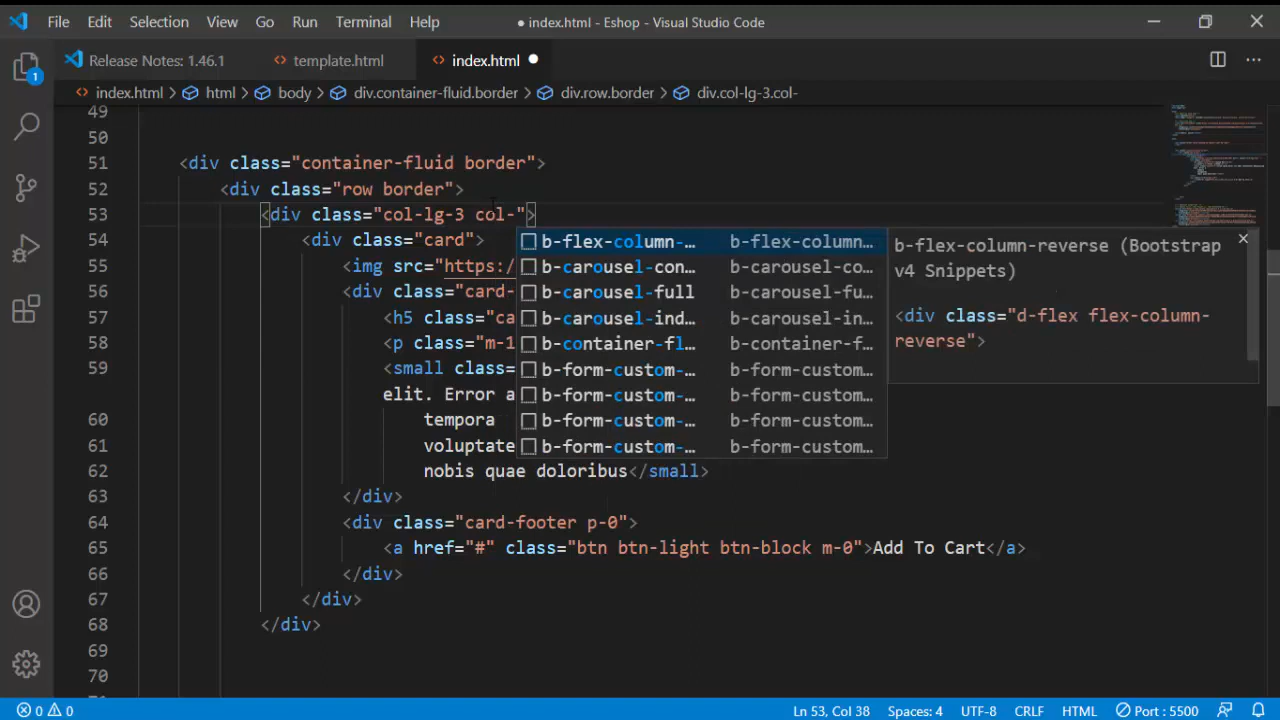 File Edit Selection View Go Run Terminal Help ● index.html - Eshop - Visual Studio Code
Release Notes: 1.46.1 template.html index.html
index.html > html > body > div.container-fluid.border > div.row.border > div.col-lg-3.col-
1
49
50
51 <div class="container-fluid border">
52 <div class="row border">
53 <div class="col-lg-3 col-">
54 <div class="card">
55 <img src="https:/
56 <div class="card-
57 <h5 class="ca
58 <p class="m-1
59 <small class=
elit. Error a
60 tempora
61 voluptate
62 nobis quae doloribus</small>
63 </div>
64 <div class="card-footer p-0">
65 <a href="#" class="btn btn-light btn-block m-0">Add To Cart</a>
66 </div>
67 </div>
68 </div>
69
70
b-flex-column-… b-flex-column…
b-carousel-con… b-carousel-co…
b-carousel-full b-carousel-fu…
b-carousel-ind… b-carousel-in…
b-container-fl… b-container-f…
b-form-custom-… b-form-custom…
b-form-custom-… b-form-custom…
b-form-custom-… b-form-custom…
b-form-custom-… b-form-custom…
b-flex-column-reverse (Bootstrap
v4 Snippets)
<div class="d-flex flex-column-
reverse">
0 0 Ln 53, Col 38 Spaces: 4 UTF-8 CRLF HTML Port : 5500